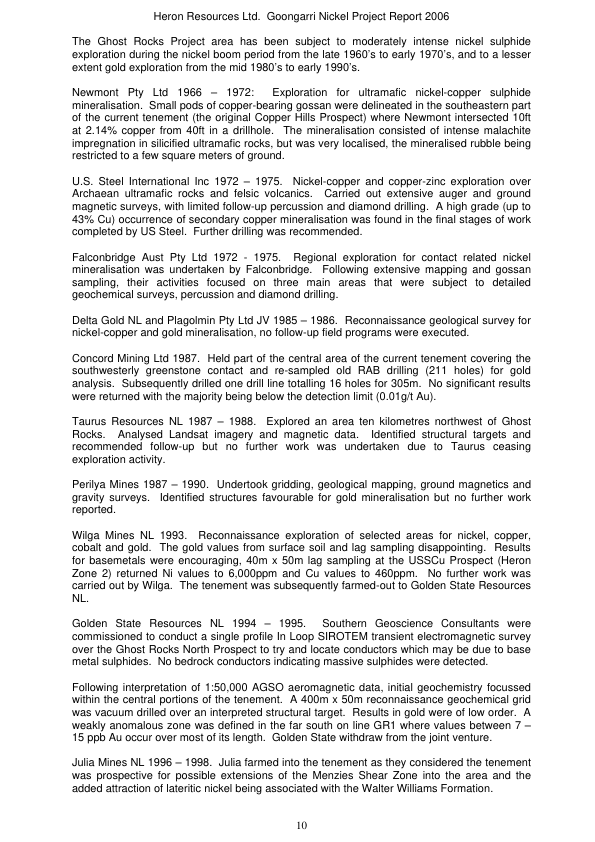 Heron Resources Ltd.  Goongarri Nickel Project Report 2006
The Ghost Rocks Project area has been subject to moderately intense nickel sulphide
exploration during the nickel boom period from the late 1960's to early 1970's, and to a lesser
extent gold exploration from the mid 1980's to early 1990's.
Newmont Pty Ltd 1966 – 1972:  Exploration for ultramafic nickel-copper sulphide
mineralisation.  Small pods of copper-bearing gossan were delineated in the southeastern part
of the current tenement (the original Copper Hills Prospect) where Newmont intersected 10ft
at 2.14% copper from 40ft in a drillhole.  The mineralisation consisted of intense malachite
impregnation in silicified ultramafic rocks, but was very localised, the mineralised rubble being
restricted to a few square meters of ground.
U.S. Steel International Inc 1972 – 1975.  Nickel-copper and copper-zinc exploration over
Archaean ultramafic rocks and felsic volcanics.  Carried out extensive auger and ground
magnetic surveys, with limited follow-up percussion and diamond drilling.  A high grade (up to
43% Cu) occurrence of secondary copper mineralisation was found in the final stages of work
completed by US Steel.  Further drilling was recommended.
Falconbridge Aust Pty Ltd 1972 - 1975.  Regional exploration for contact related nickel
mineralisation was undertaken by Falconbridge.  Following extensive mapping and gossan
sampling, their activities focused on three main areas that were subject to detailed
geochemical surveys, percussion and diamond drilling.
Delta Gold NL and Plagolmin Pty Ltd JV 1985 – 1986.  Reconnaissance geological survey for
nickel-copper and gold mineralisation, no follow-up field programs were executed.
Concord Mining Ltd 1987.  Held part of the central area of the current tenement covering the
southwesterly greenstone contact and re-sampled old RAB drilling (211 holes) for gold
analysis.  Subsequently drilled one drill line totalling 16 holes for 305m.  No significant results
were returned with the majority being below the detection limit (0.01g/t Au).
Taurus Resources NL 1987 – 1988.  Explored an area ten kilometres northwest of Ghost
Rocks.  Analysed Landsat imagery and magnetic data.  Identified structural targets and
recommended follow-up but no further work was undertaken due to Taurus ceasing
exploration activity.
Perilya Mines 1987 – 1990.  Undertook gridding, geological mapping, ground magnetics and
gravity surveys.  Identified structures favourable for gold mineralisation but no further work
reported.
Wilga Mines NL 1993.  Reconnaissance exploration of selected areas for nickel, copper,
cobalt and gold.  The gold values from surface soil and lag sampling disappointing.  Results
for basemetals were encouraging, 40m x 50m lag sampling at the USSCu Prospect (Heron
Zone 2) returned Ni values to 6,000ppm and Cu values to 460ppm.  No further work was
carried out by Wilga.  The tenement was subsequently farmed-out to Golden State Resources
NL.
Golden State Resources NL 1994 – 1995.  Southern Geoscience Consultants were
commissioned to conduct a single profile In Loop SIROTEM transient electromagnetic survey
over the Ghost Rocks North Prospect to try and locate conductors which may be due to base
metal sulphides.  No bedrock conductors indicating massive sulphides were detected.
Following interpretation of 1:50,000 AGSO aeromagnetic data, initial geochemistry focussed
within the central portions of the tenement.  A 400m x 50m reconnaissance geochemical grid
was vacuum drilled over an interpreted structural target.  Results in gold were of low order.  A
weakly anomalous zone was defined in the far south on line GR1 where values between 7 –
15 ppb Au occur over most of its length.  Golden State withdraw from the joint venture.
Julia Mines NL 1996 – 1998.  Julia farmed into the tenement as they considered the tenement
was prospective for possible extensions of the Menzies Shear Zone into the area and the
added attraction of lateritic nickel being associated with the Walter Williams Formation.
10